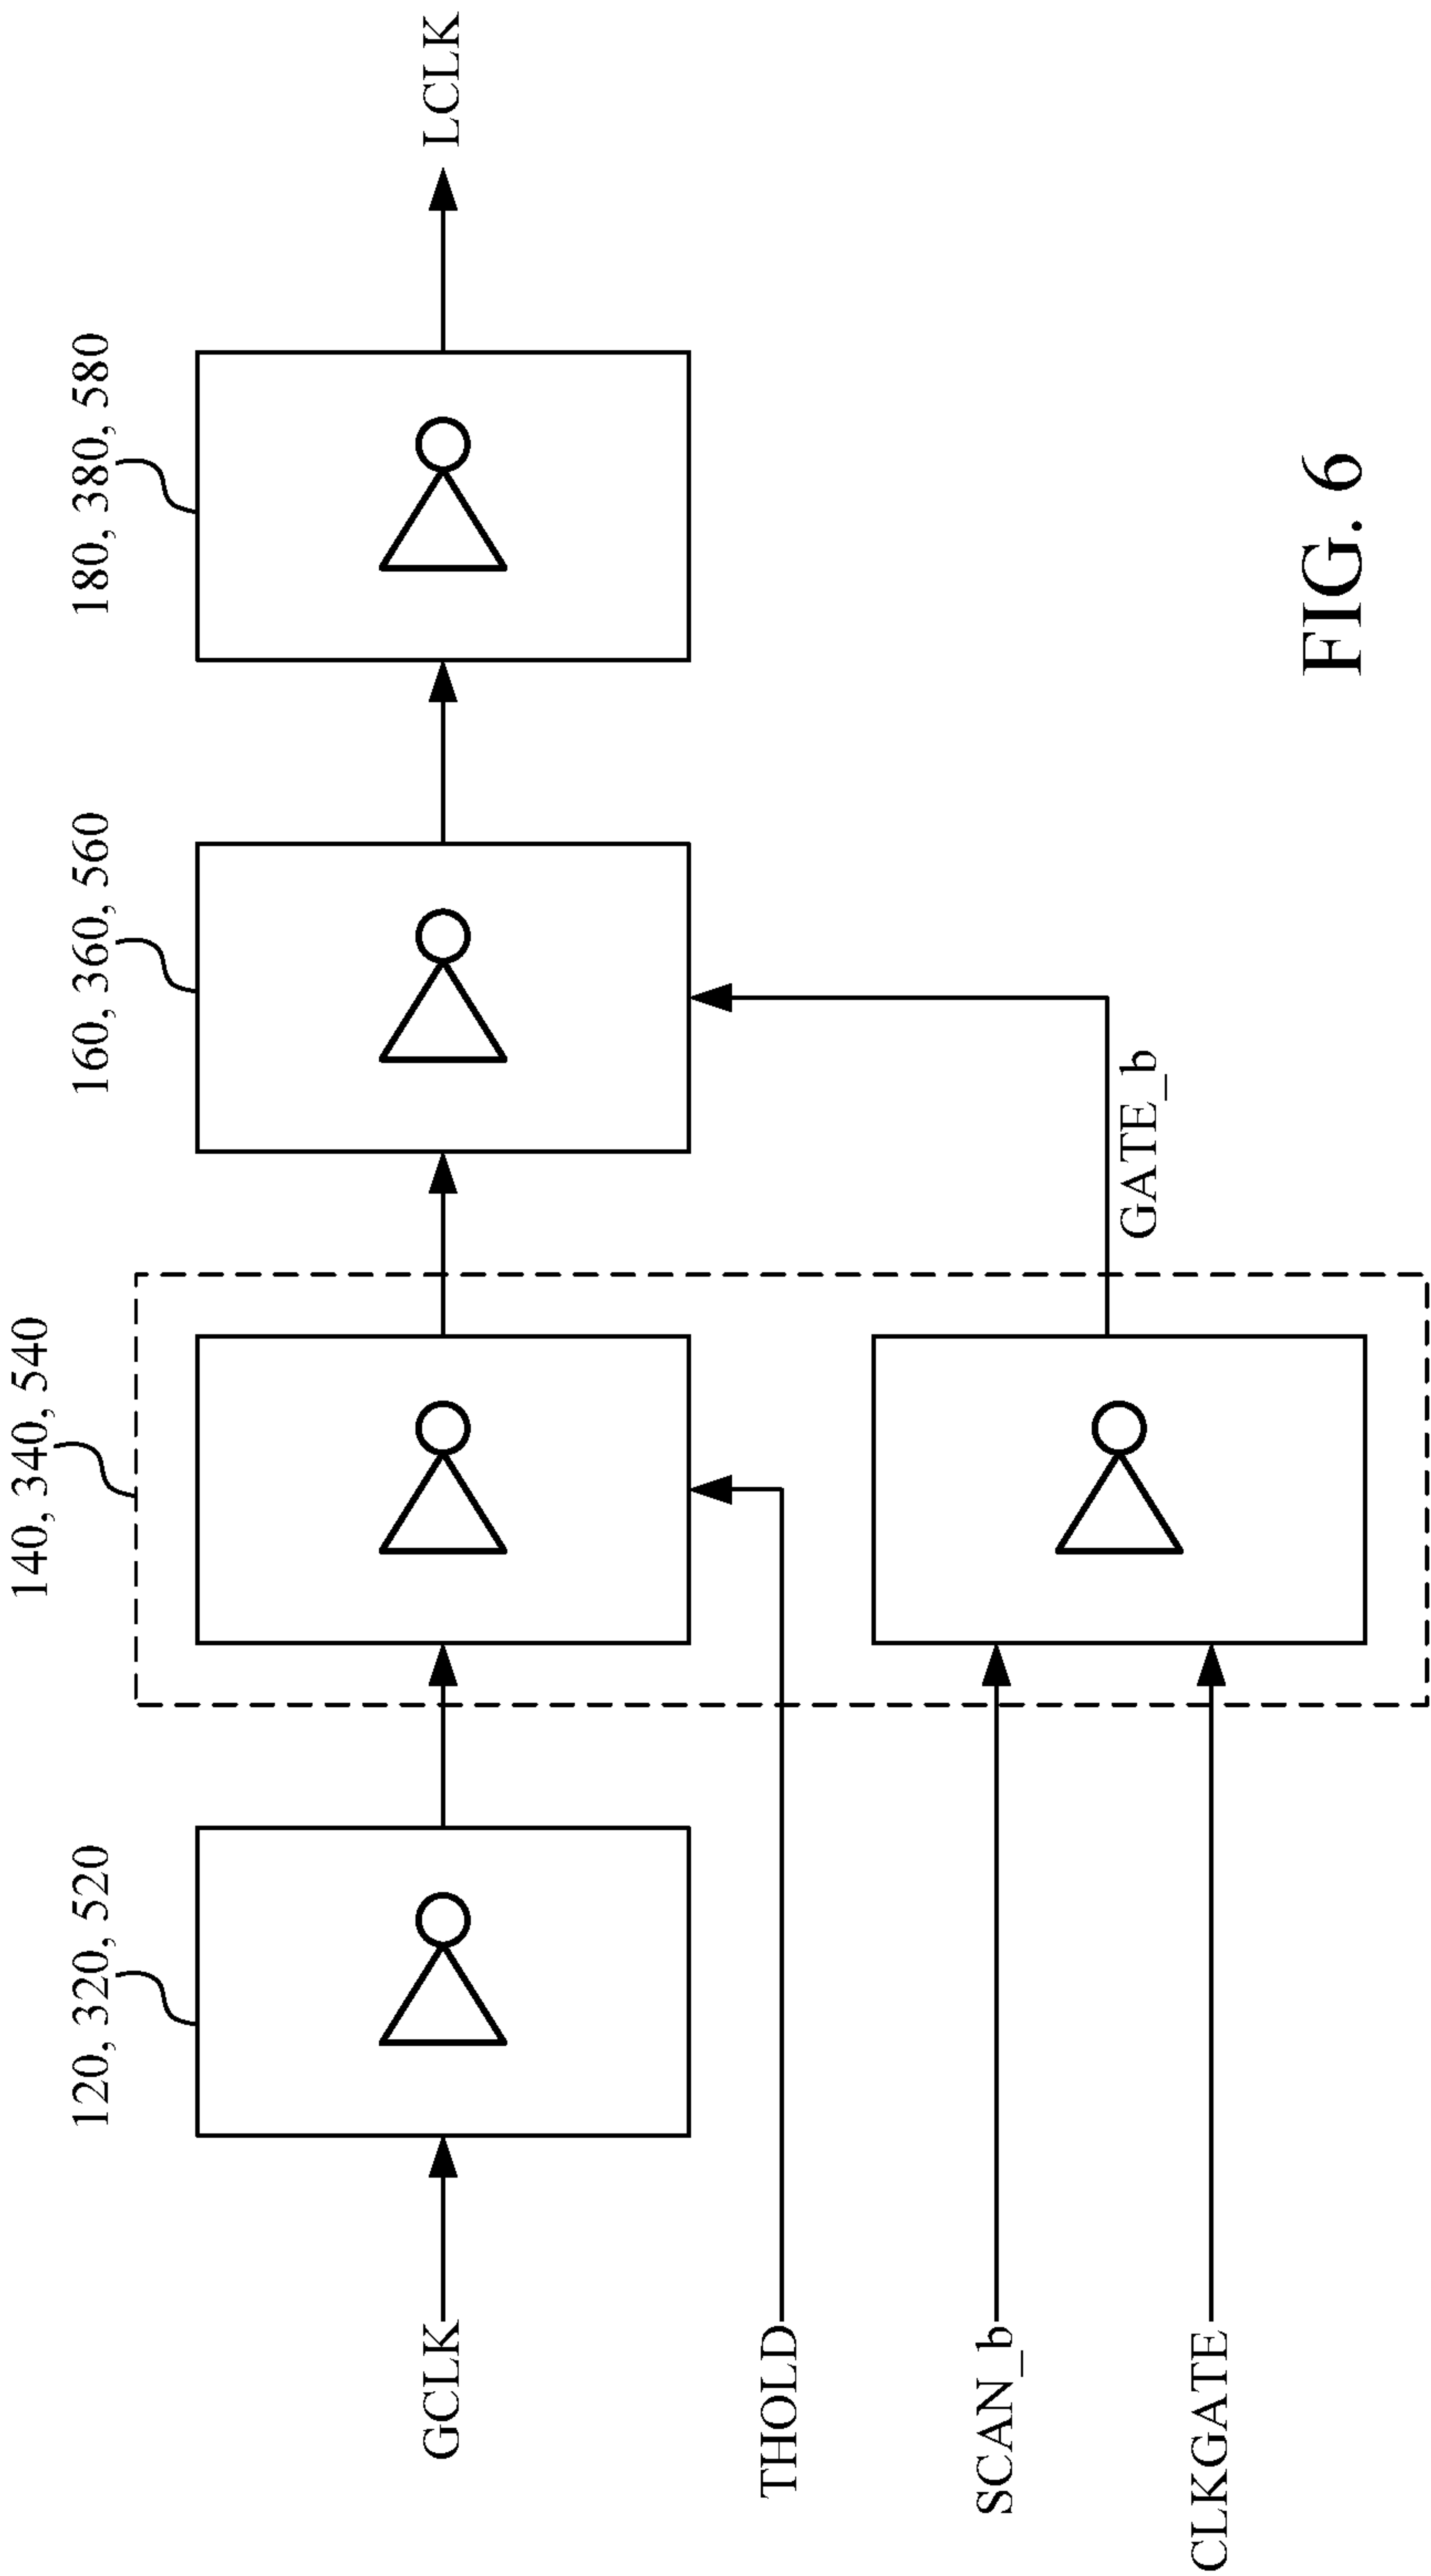 140, 340, 540
120, 320, 520
160, 360, 560
180, 380, 580
GCLK
LCLK
THOLD
SCAN_b
GATE_b
CLKGATE
FIG. 6